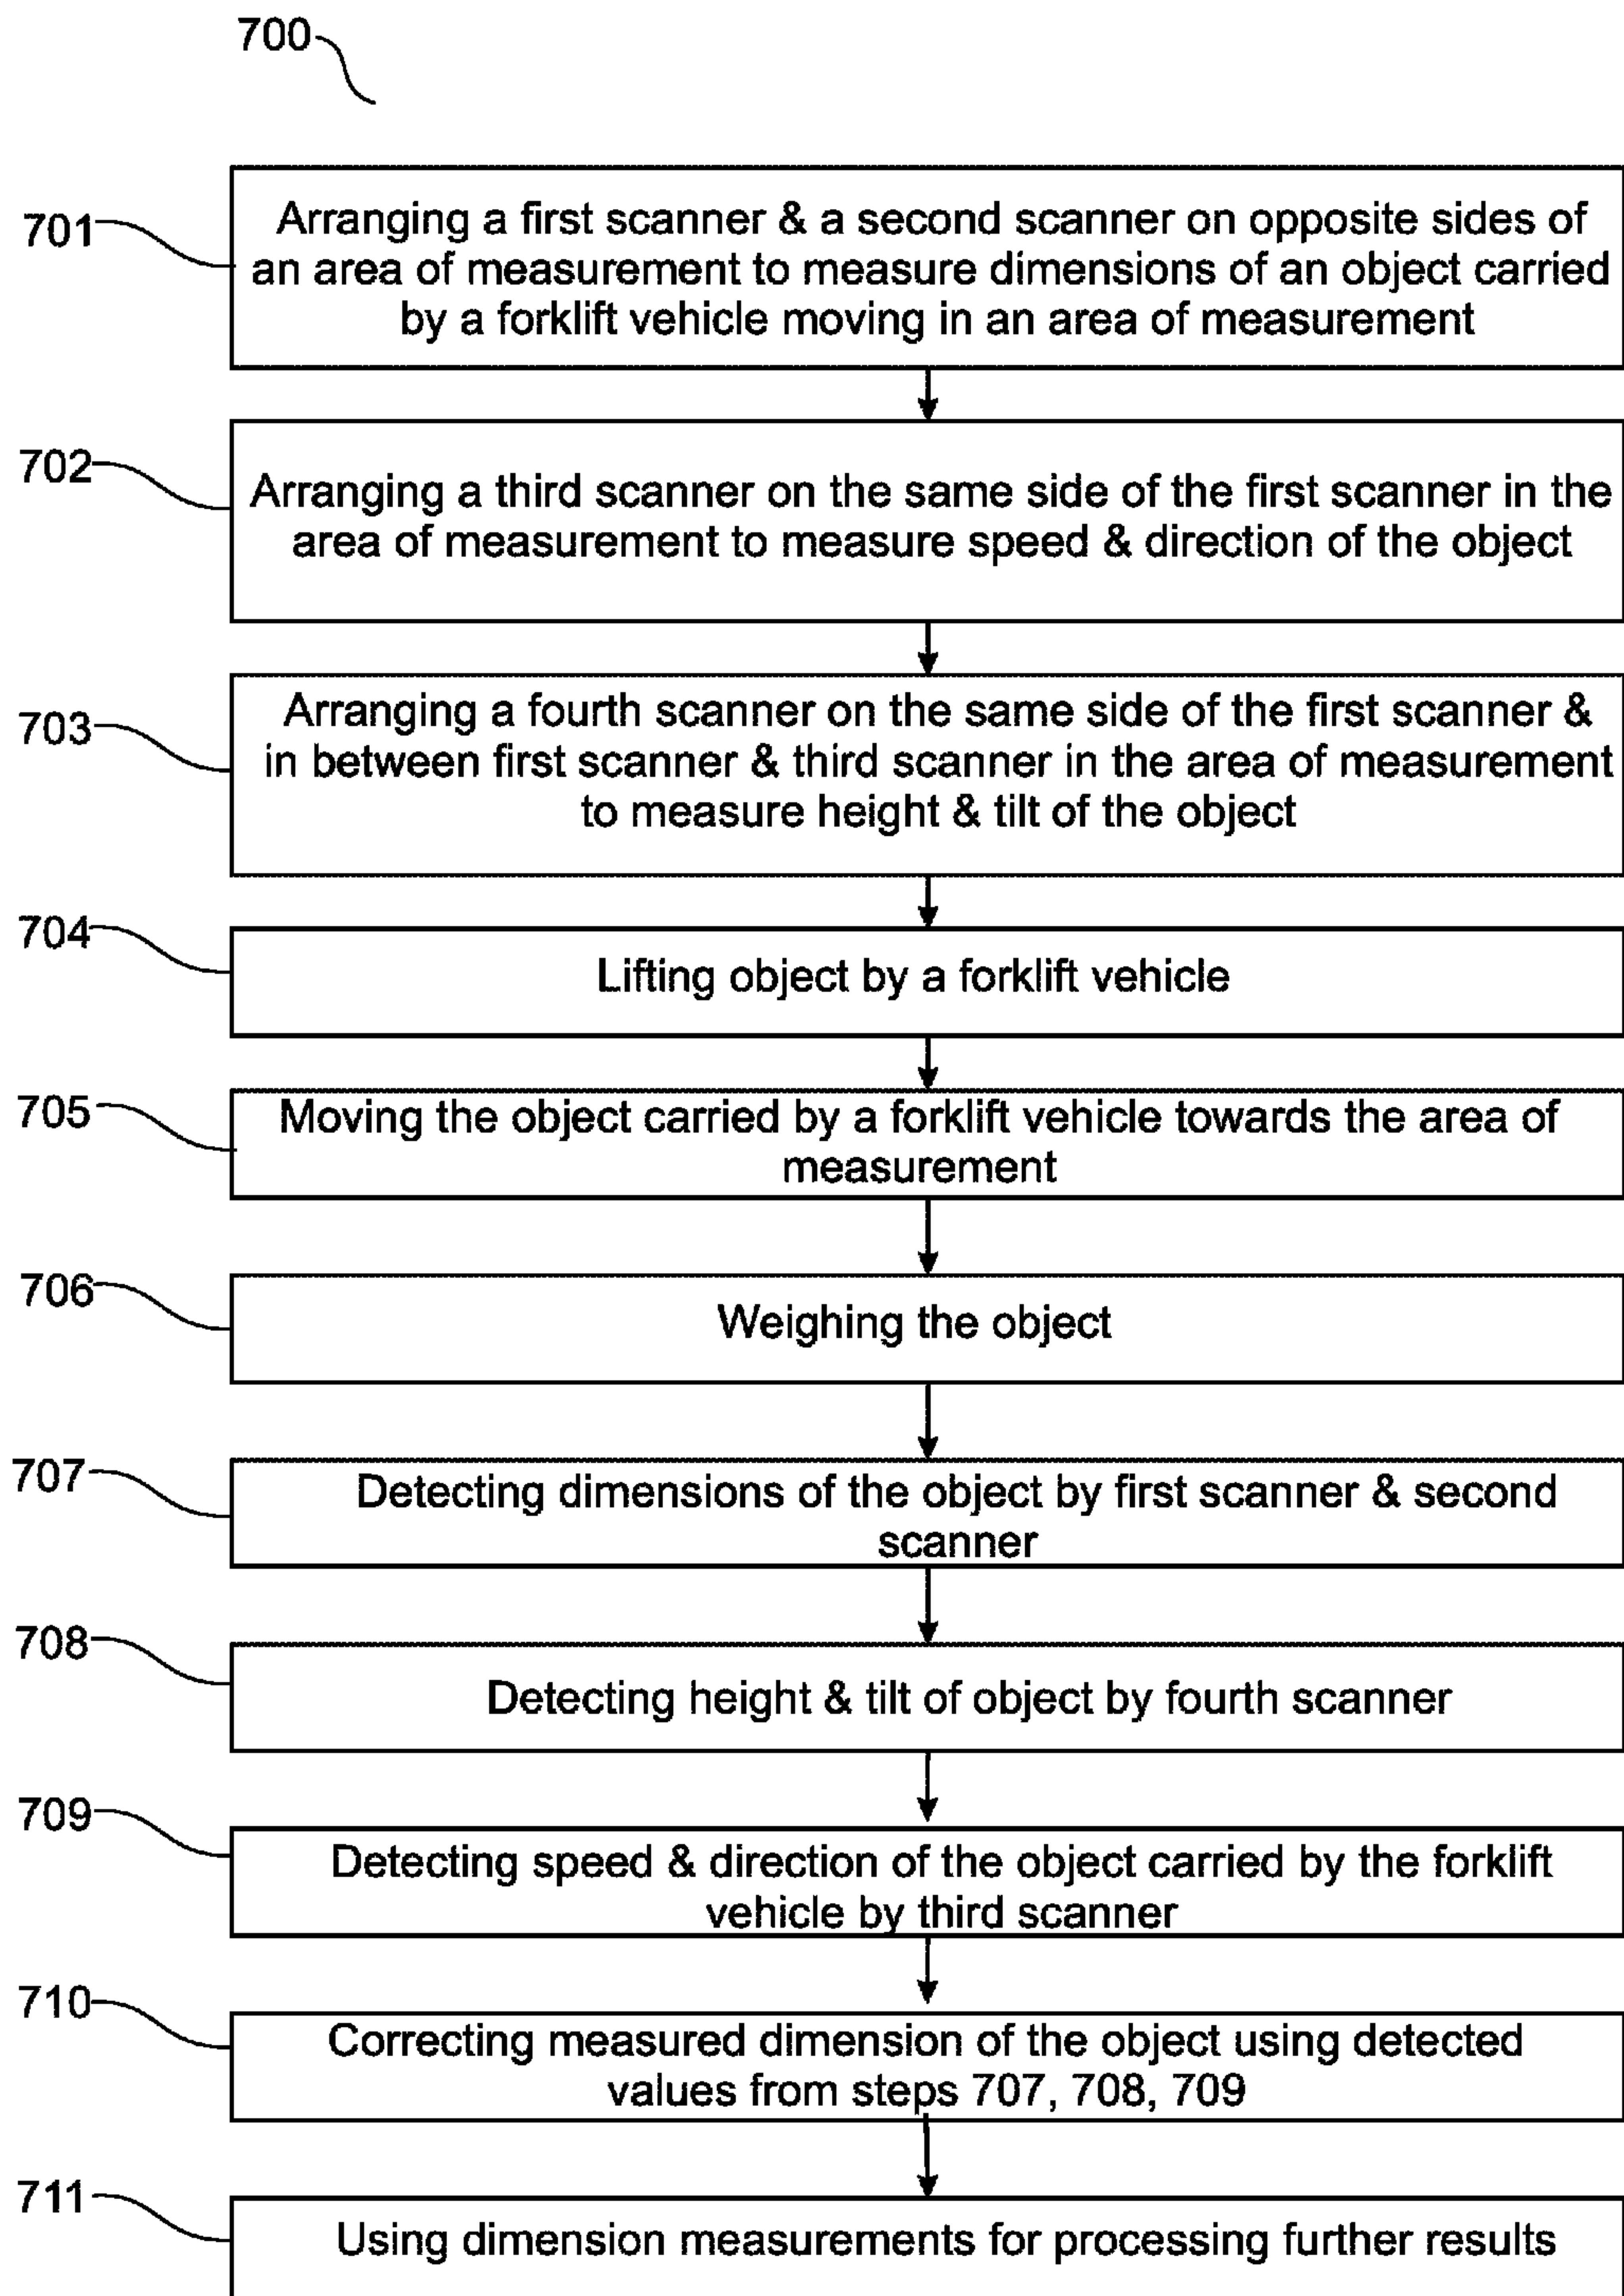 700
701
Arranging a first scanner & a second scanner on opposite sides of
an area of measurement to measure dimensions of an object carried
by a forklift vehicle moving in an area of measurement
702
Arranging a third scanner on the same side of the first scanner in the
area of measurement to measure speed & direction of the object
703
Arranging a fourth scanner on the same side of the first scanner &
in between first scanner & third scanner in the area of measurement
to measure height & tilt of the object
704
Lifting object by a forklift vehicle
705
Moving the object carried by a forklift vehicle towards the area of
measurement
706
Weighing the object
707
Detecting dimensions of the object by first scanner & second
scanner
708
Detecting height & tilt of object by fourth scanner
709
Detecting speed & direction of the object carried by the forklift
vehicle by third scanner
710
Correcting measured dimension of the object using detected
values from steps 707, 708, 709
711
Using dimension measurements for processing further results